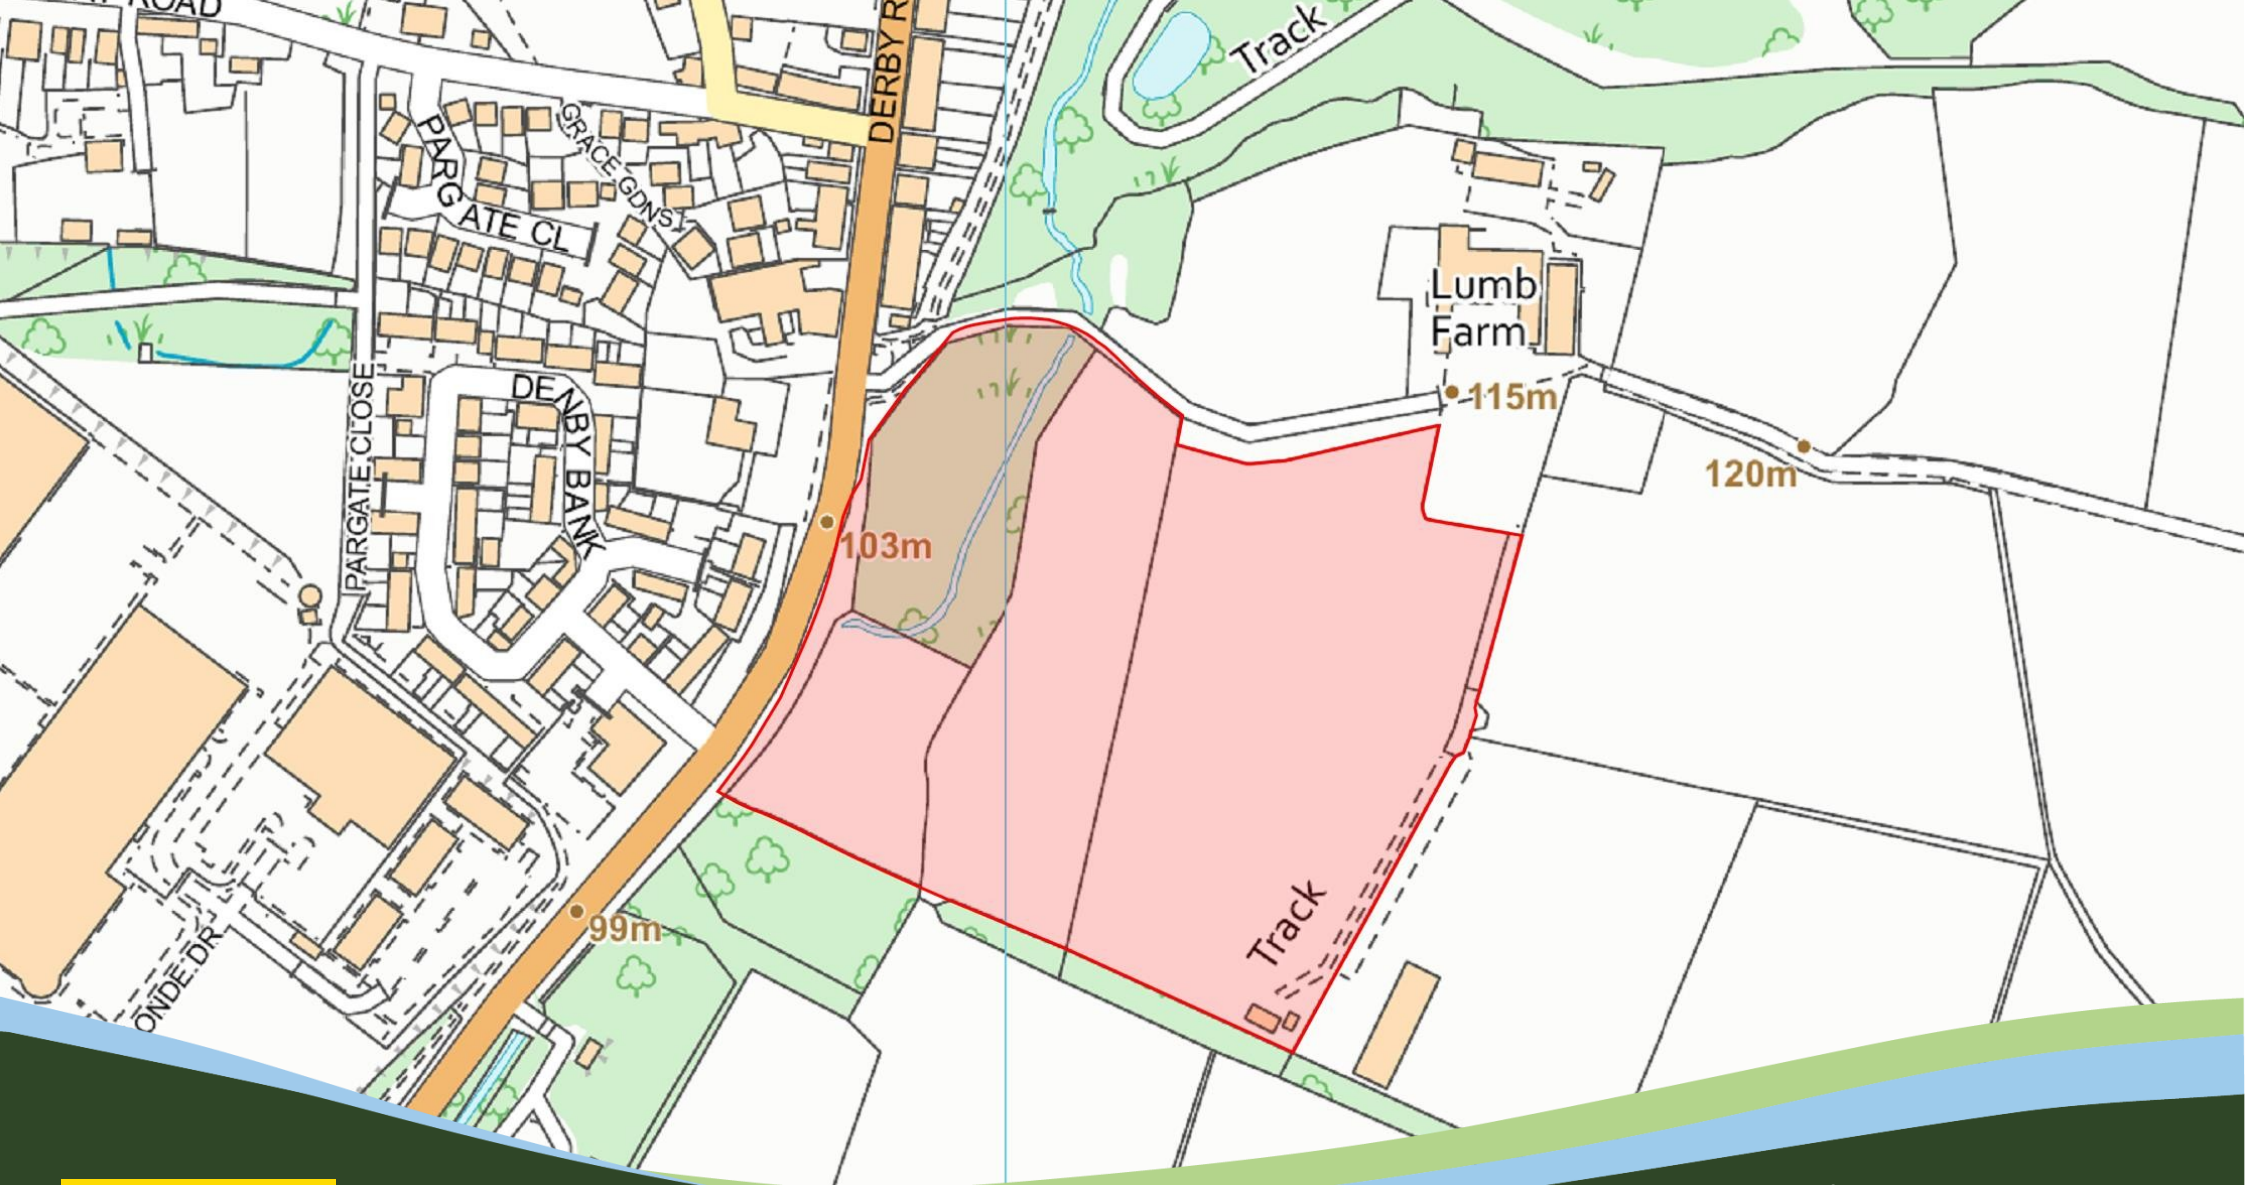 ROAD
DERBY R
Track
PARGATE CL
GRACE GDNS
Lumb
Farm
115m
120m
DENBY BANK
PARGATE CLOSE
103m
Track
99m
ONDE DR